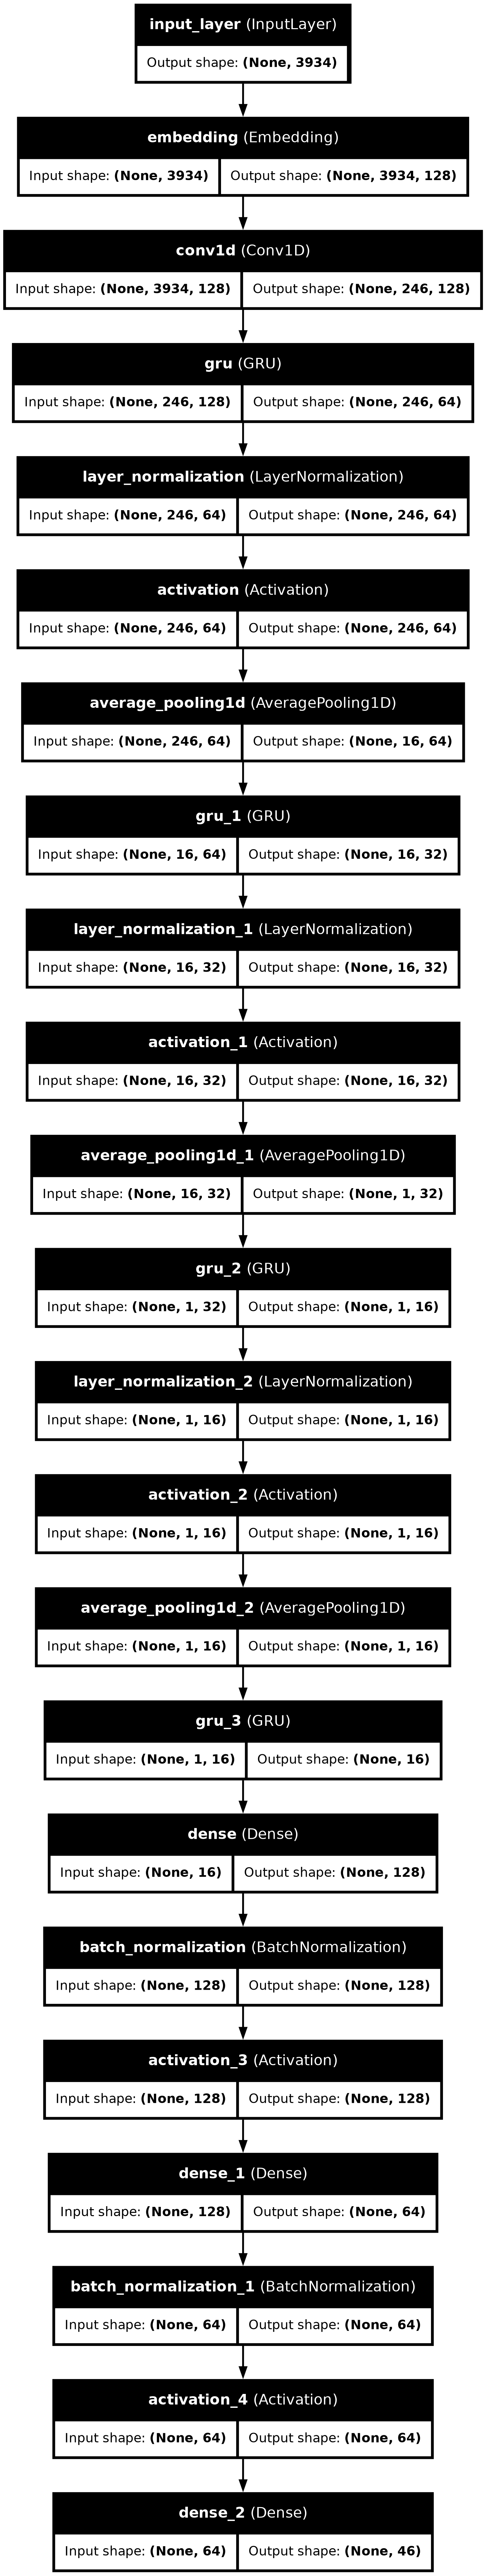 input_layer (InputLayer)
Output shape: (None, 3934)
embedding (Embedding)
Input shape: (None, 3934) Output shape: (None, 3934, 128)
conv1d (Conv1D)
Input shape: (None, 3934, 128) Output shape: (None, 246, 128)
gru (GRU)
Input shape: (None, 246, 128) Output shape: (None, 246, 64)
layer_normalization (LayerNormalization)
Input shape: (None, 246, 64) Output shape: (None, 246, 64)
activation (Activation)
Input shape: (None, 246, 64) Output shape: (None, 246, 64)
average_pooling1d (AveragePooling1D)
Input shape: (None, 246, 64) Output shape: (None, 16, 64)
gru_1 (GRU)
Input shape: (None, 16, 64) Output shape: (None, 16, 32)
layer_normalization_1 (LayerNormalization)
Input shape: (None, 16, 32) Output shape: (None, 16, 32)
activation_1 (Activation)
Input shape: (None, 16, 32) Output shape: (None, 16, 32)
average_pooling1d_1 (AveragePooling1D)
Input shape: (None, 16, 32) Output shape: (None, 1, 32)
gru_2 (GRU)
Input shape: (None, 1, 32) Output shape: (None, 1, 16)
layer_normalization_2 (LayerNormalization)
Input shape: (None, 1, 16) Output shape: (None, 1, 16)
activation_2 (Activation)
Input shape: (None, 1, 16) Output shape: (None, 1, 16)
average_pooling1d_2 (AveragePooling1D)
Input shape: (None, 1, 16) Output shape: (None, 1, 16)
gru_3 (GRU)
Input shape: (None, 1, 16) Output shape: (None, 16)
dense (Dense)
Input shape: (None, 16) Output shape: (None, 128)
batch_normalization (BatchNormalization)
Input shape: (None, 128) Output shape: (None, 128)
activation_3 (Activation)
Input shape: (None, 128) Output shape: (None, 128)
dense_1 (Dense)
Input shape: (None, 128) Output shape: (None, 64)
batch_normalization_1 (BatchNormalization)
Input shape: (None, 64) Output shape: (None, 64)
activation_4 (Activation)
Input shape: (None, 64) Output shape: (None, 64)
dense_2 (Dense)
Input shape: (None, 64) Output shape: (None, 46)